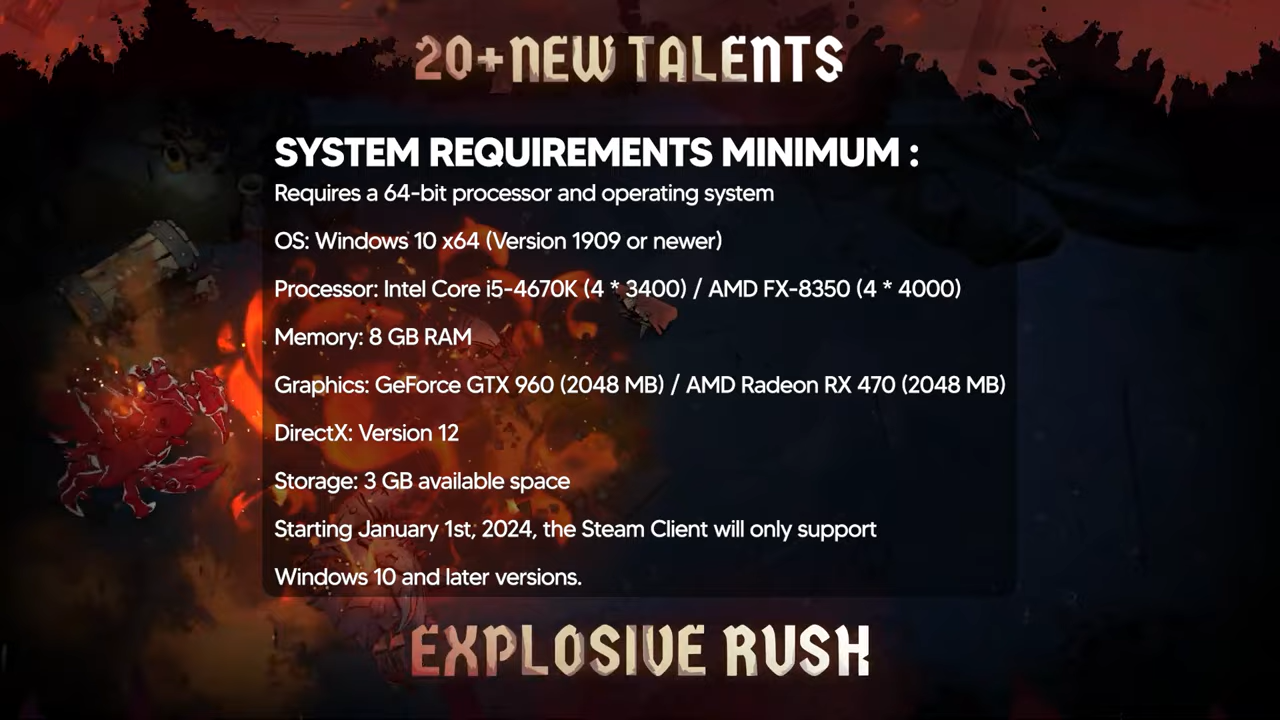 20+ NEW TALENTS
SYSTEM REQUIREMENTS MINIMUM :
Requires a 64-bit processor and operating system
OS: Windows 10 x64 (Version 1909 or newer)
Processor: Intel Core i5-4670K (4 * 3400) / AMD FX-8350 (4 * 4000)
Memory: 8 GB RAM
Graphics: GeForce GTX 960 (2048 MB) / AMD Radeon RX 470 (2048 MB)
DirectX: Version 12
Storage: 3 GB available space
Starting January 1st, 2024, the Steam Client will only support
Windows 10 and later versions.
EXPLOSIVE RUSH